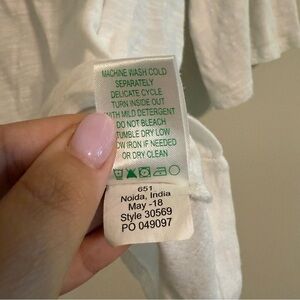 MACHINE WASH COLD
SEPARATELY
DELICATE CYCLE
TURN INSIDE OUT
WITH MILD DETERGENT
DO NOT BLEACH
TUMBLE DRY LOW
LOW IRON IF NEEDED
OR DRY CLEAN
651
Noida, India
May -18
Style 30569
PO 049097